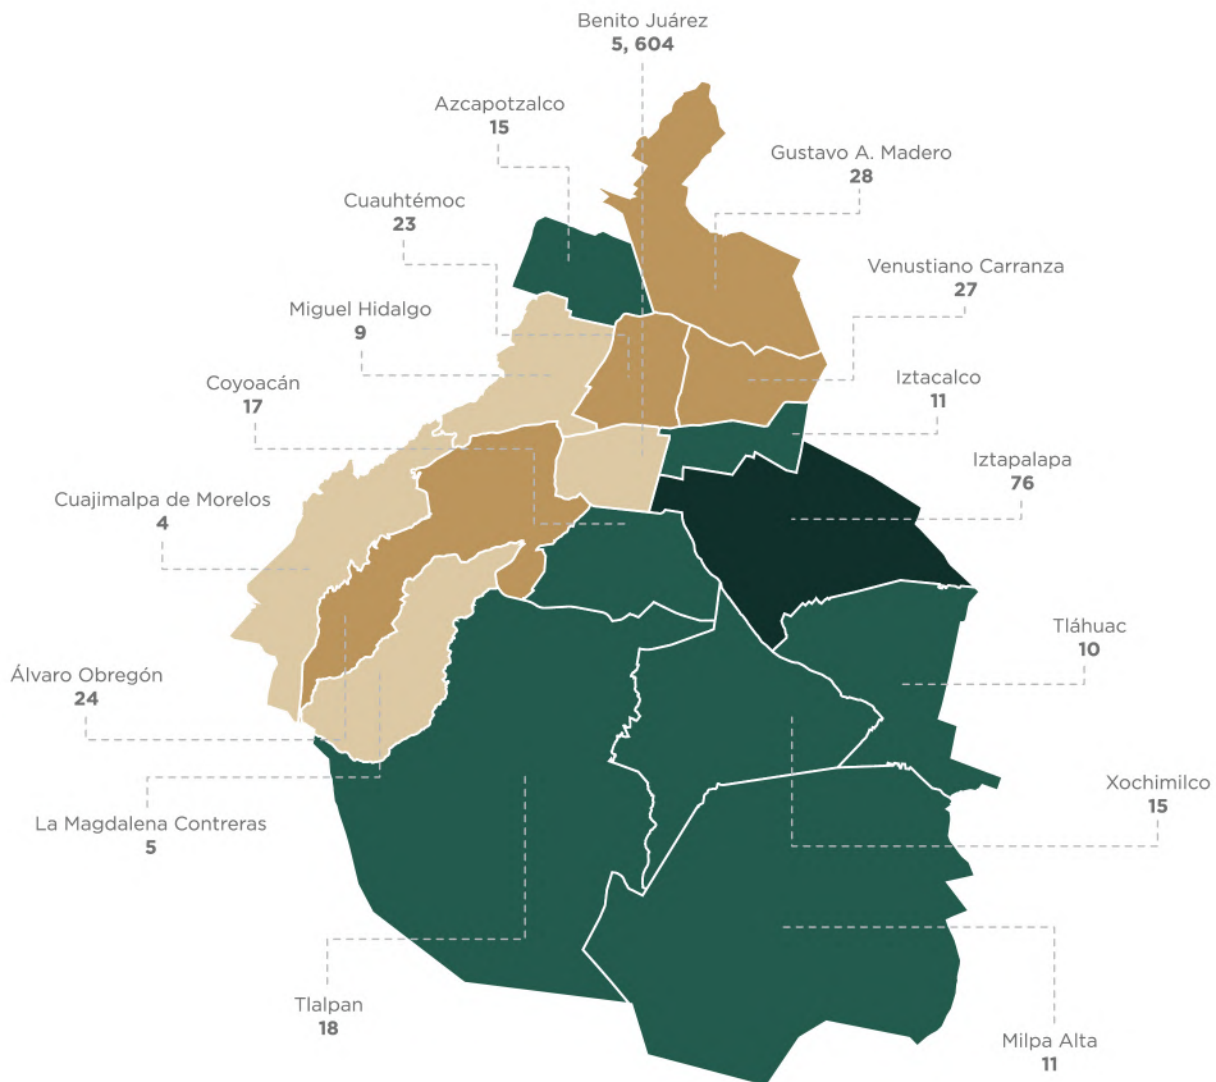 Benito Juárez
5, 604
Azcapotzalco
15
Gustavo A. Madero
28
Cuauhtémoc
23
Venustiano Carranza
27
Miguel Hidalgo
9
Coyoacán
17
Iztacalco
11
Iztapalapa
76
Cuajimalpa de Morelos
4
Tláhuac
10
Álvaro Obregón
24
Xochimilco
15
La Magdalena Contreras
5
Tlalpan
18
Milpa Alta
11